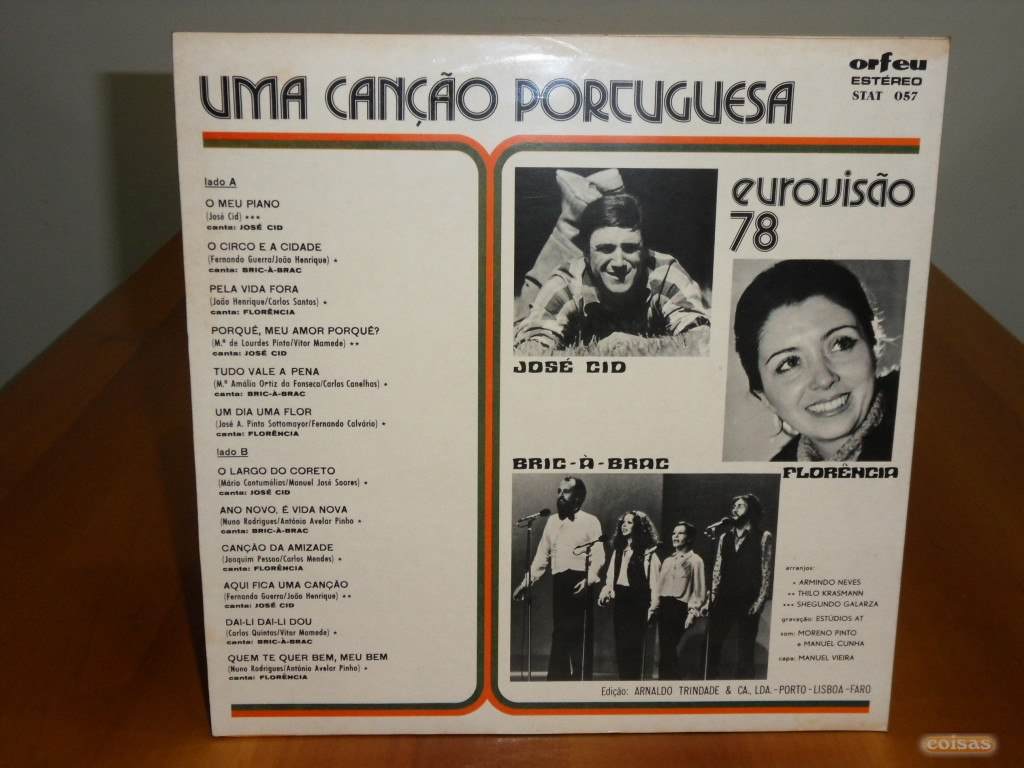 UMA CANÇÃO PORTUGUESA
orfeu
ESTÉREO
STAT 057
lado A
O MEU PIANO
(José Cid) ***
canta: JOSÉ CID
O CIRCO E A CIDADE
(Fernando Guerra/João Henrique) *
canta: BRIC-À-BRAC
PELA VIDA FORA
(João Henrique/Carlos Santos) *
canta: FLORÊNCIA
PORQUÊ, MEU AMOR PORQUÊ?
(M.ª de Lourdes Pinto/Vitor Mamede) **
canta: JOSÉ CID
TUDO VALE A PENA
(M.ª Amália Ortiz da Fonseca/Carlos Canelhas) *
canta: BRIC-À-BRAC
UM DIA UMA FLOR
(José A. Pinto Sottomayor/Fernando Calvário) *
canta: FLORÊNCIA
lado B
O LARGO DO CORETO
(Mário Contumélias/Manuel José Soares) *
canta: JOSÉ CID
ANO NOVO, É VIDA NOVA
(Nuno Rodrigues/António Avelar Pinho *
canta: BRIC-À-BRAC
CANÇÃO DA AMIZADE
(Joaquim Pessoa/Carlos Mendes) *
canta: FLORÊNCIA
AQUI FICA UMA CANÇÃO
(Fernando Guerra/João Henrique) **
canta: JOSÉ CID
DAI-LI DAI-LI DOU
(Carlos Quintas/Vitor Mamede) *
canta: BRIC-À-BRAC
QUEM TE QUER BEM, MEU BEM
(Nuno Rodrigues/António Avelar Pinho) *
canta: FLORÊNCIA
eurovisão
78
JOSÉ CID
FLORÊNCIA
BRIC-À-BRAC
arranjos:
* ARMINDO NEVES
** THILO KRASMANN
*** SHEGUNDO GALARZA
gravação: ESTÚDIOS AT
som: MORENO PINTO
e MANUEL CUNHA
capa: MANUEL VIEIRA
Edição: ARNALDO TRINDADE & CA., LDA.-PORTO-LISBOA-FARO
coisas